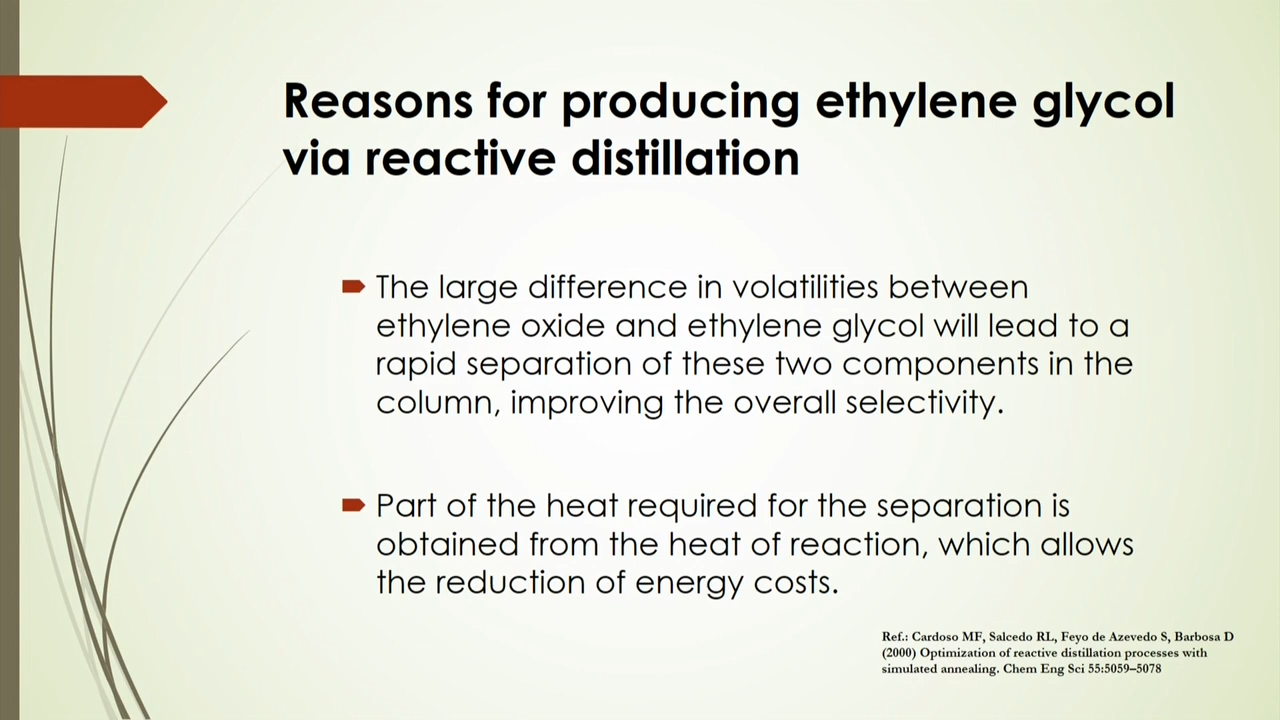 Reasons for producing ethylene glycol
via reactive distillation
The large difference in volatilities between
ethylene oxide and ethylene glycol will lead to a
rapid separation of these two components in the
column, improving the overall selectivity.
Part of the heat required for the separation is
obtained from the heat of reaction, which allows
the reduction of energy costs.
Ref.: Cardoso MF, Salcedo RL, Feyo de Azevedo S, Barbosa D
(2000) Optimization of reactive distillation processes with
simulated annealing. Chem Eng Sci 55:5059–5078